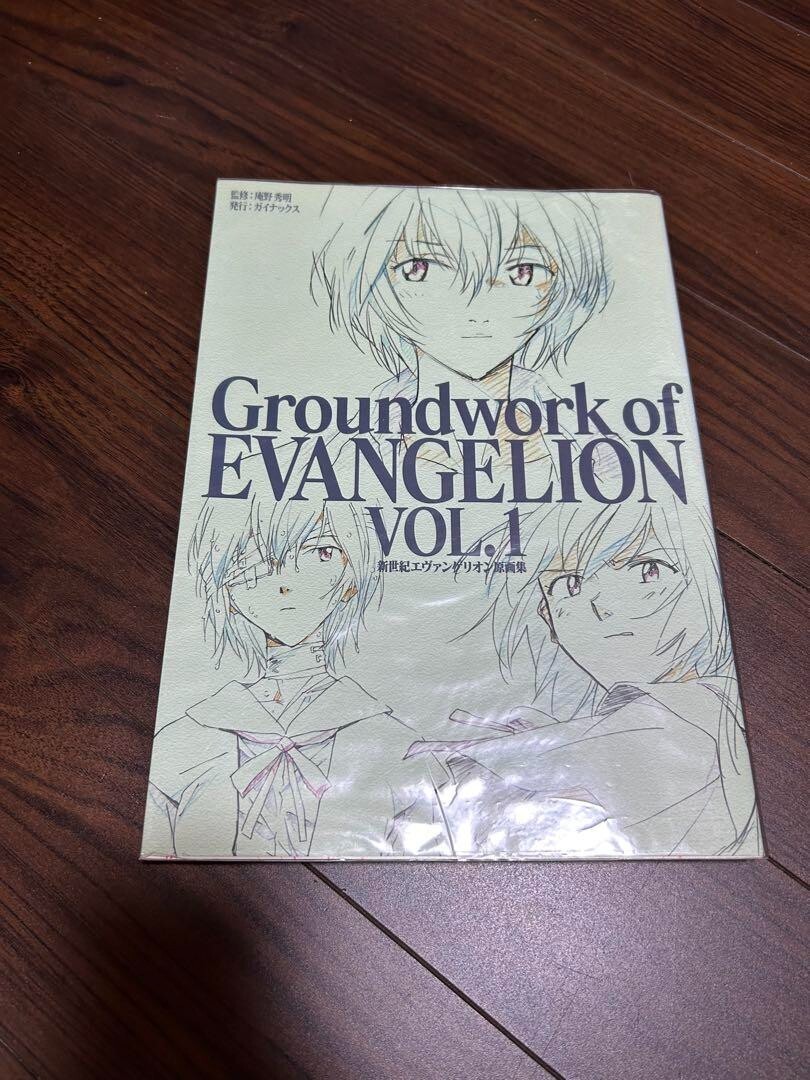 監修：庵野 秀明
発行：ガイナックス
Groundwork of
EVANGELION
VOL.1
新世紀エヴァンゲリオン原画集